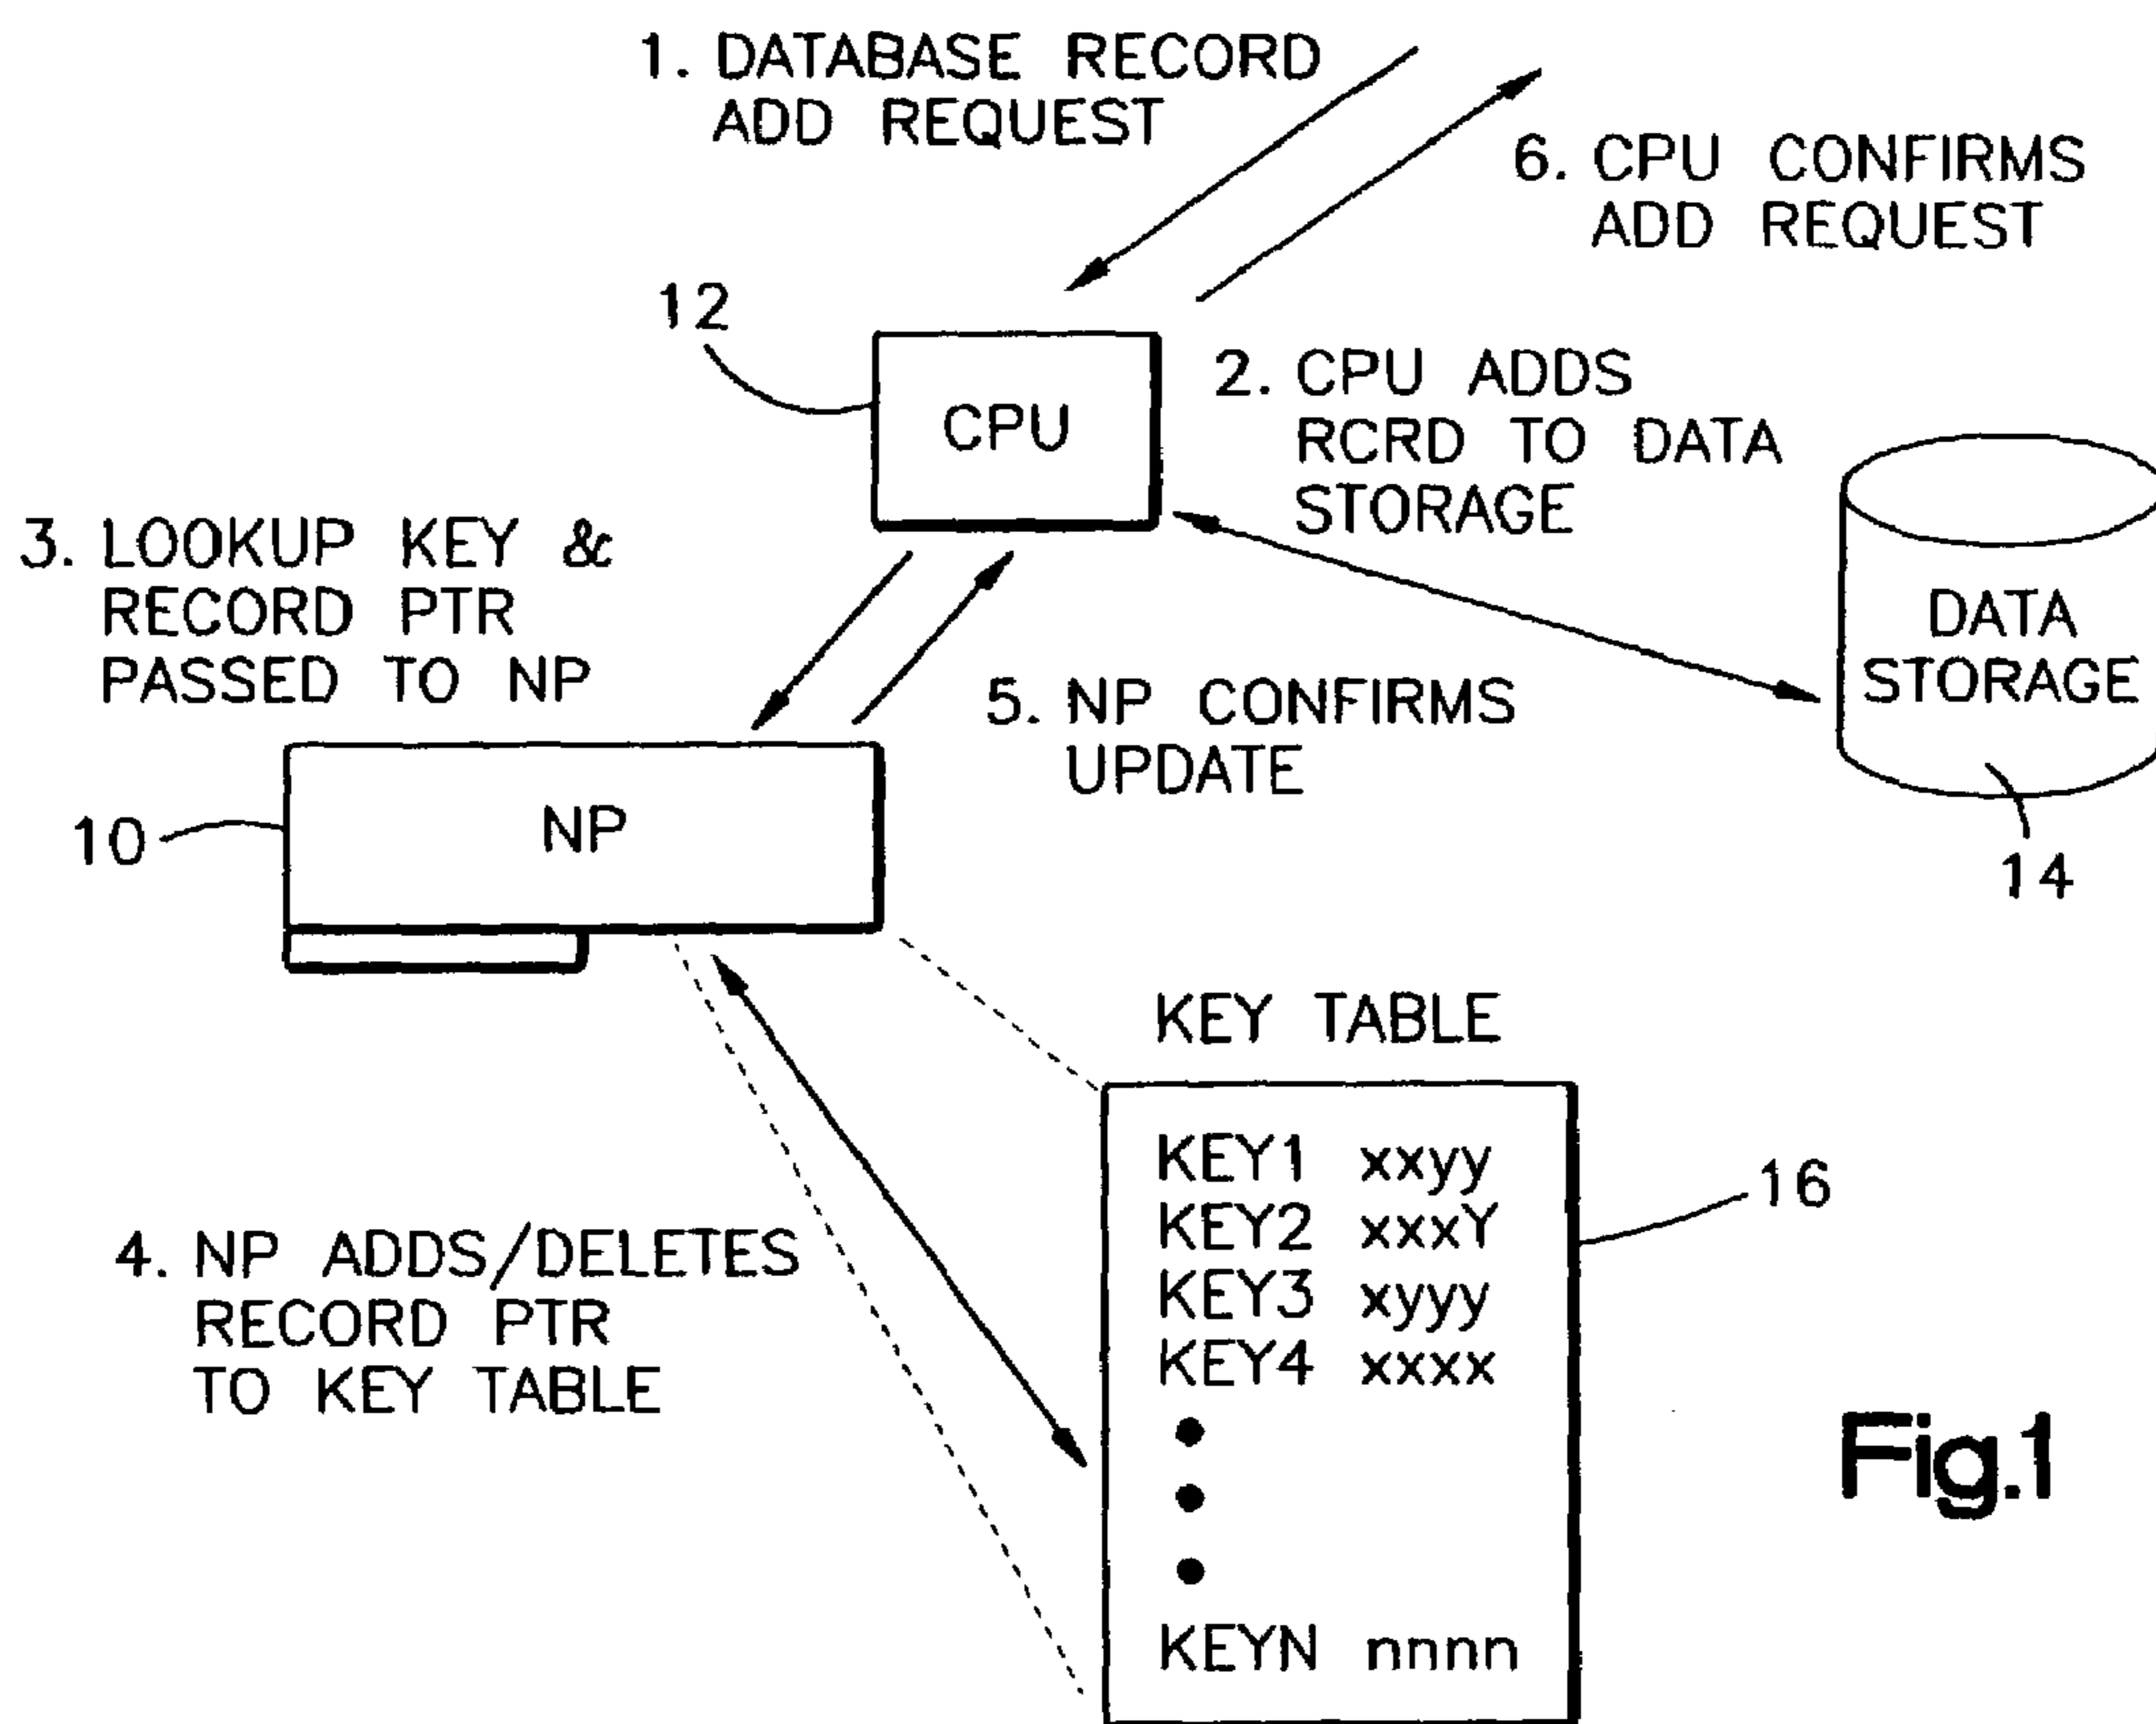 1. DATABASE RECORD
ADD REQUEST
6. CPU CONFIRMS
ADD REQUEST
12
CPU
2. CPU ADDS
RCRD TO DATA
STORAGE
3. LOOKUP KEY &
RECORD PTR
PASSED TO NP
DATA
STORAGE
5. NP CONFIRMS
UPDATE
10
NP
14
KEY TABLE
KEY1 xxyy
KEY2 xxxY
KEY3 xyyy
KEY4 xxxx
KEYN nnnn
16
4. NP ADDS/DELETES
RECORD PTR
TO KEY TABLE
Fig.1